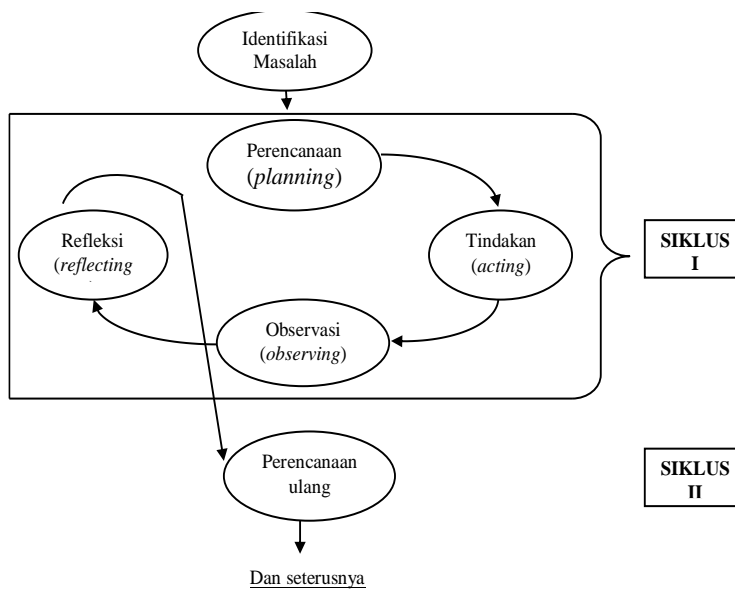 Identifikasi
Masalah
Perencanaan
(planning)
Refleksi
(reflecting
Tindakan
(acting)
SIKLUS
I
Observasi
(observing)
Perencanaan
ulang
SIKLUS
II
Dan seterusnya